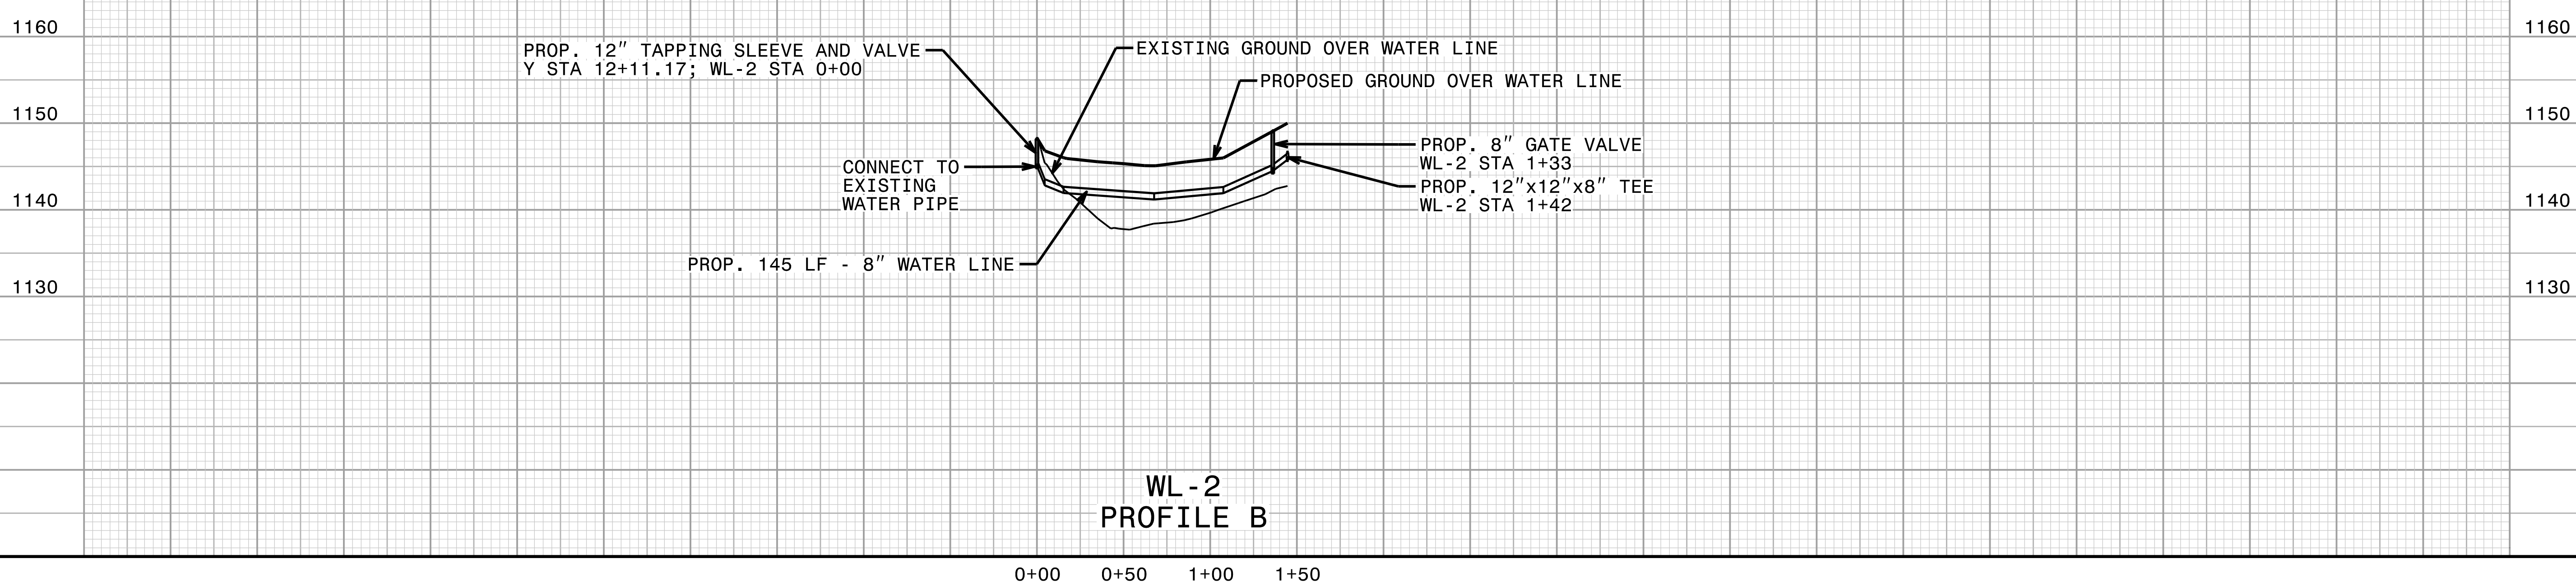 1160
1160
PROP. 12" TAPPING SLEEVE AND VALVE
Y STA 12+11.17; WL-2 STA 0+00
EXISTING GROUND OVER WATER LINE
PROPOSED GROUND OVER WATER LINE
1150
1150
PROP. 8" GATE VALVE
WL-2 STA 1+33
CONNECT TO
EXISTING
WATER PIPE
PROP. 12"x12"x8" TEE
WL-2 STA 1+42
1140
1140
PROP. 145 LF - 8" WATER LINE
1130
1130
WL-2
PROFILE B
0+00
0+50
1+00
1+50